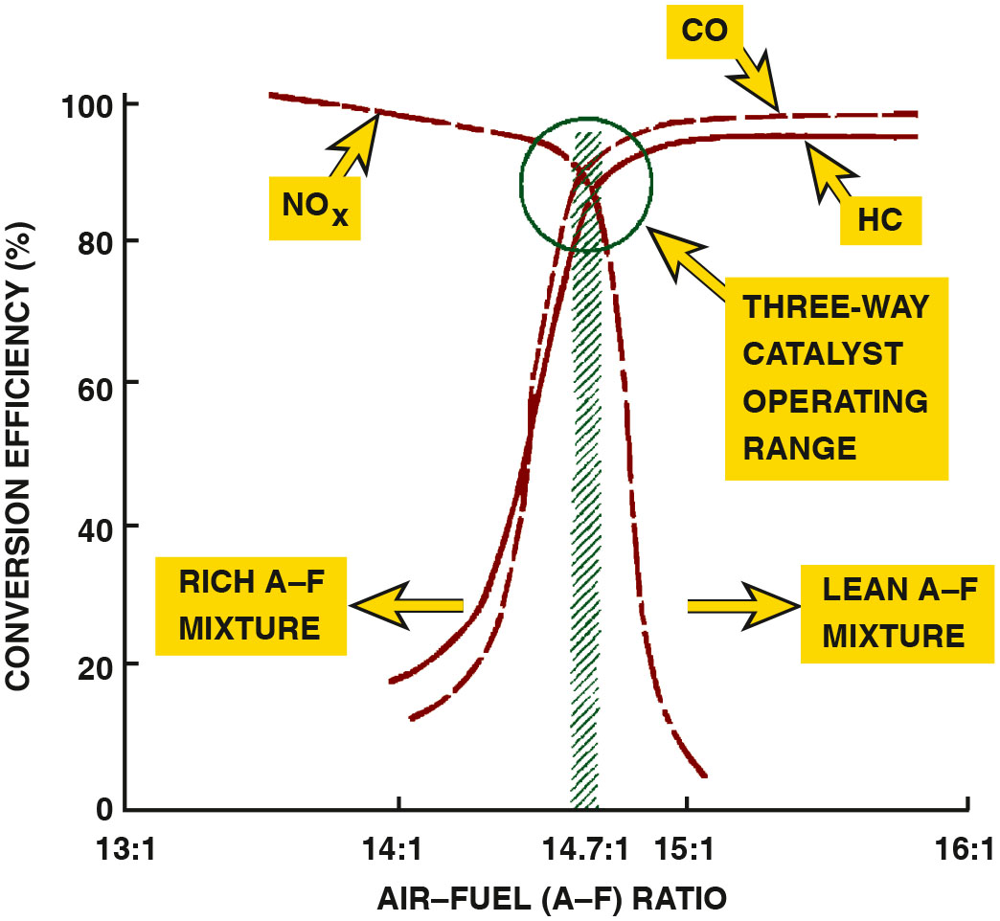 CO
100
NOx
HC
80
THREE-WAY
CATALYST
OPERATING
RANGE
60
CONVERSION EFFICIENCY (%)
40
RICH A–F
MIXTURE
LEAN A–F
MIXTURE
20
0
13:1
14:1
14.7:1
15:1
16:1
AIR–FUEL (A–F) RATIO